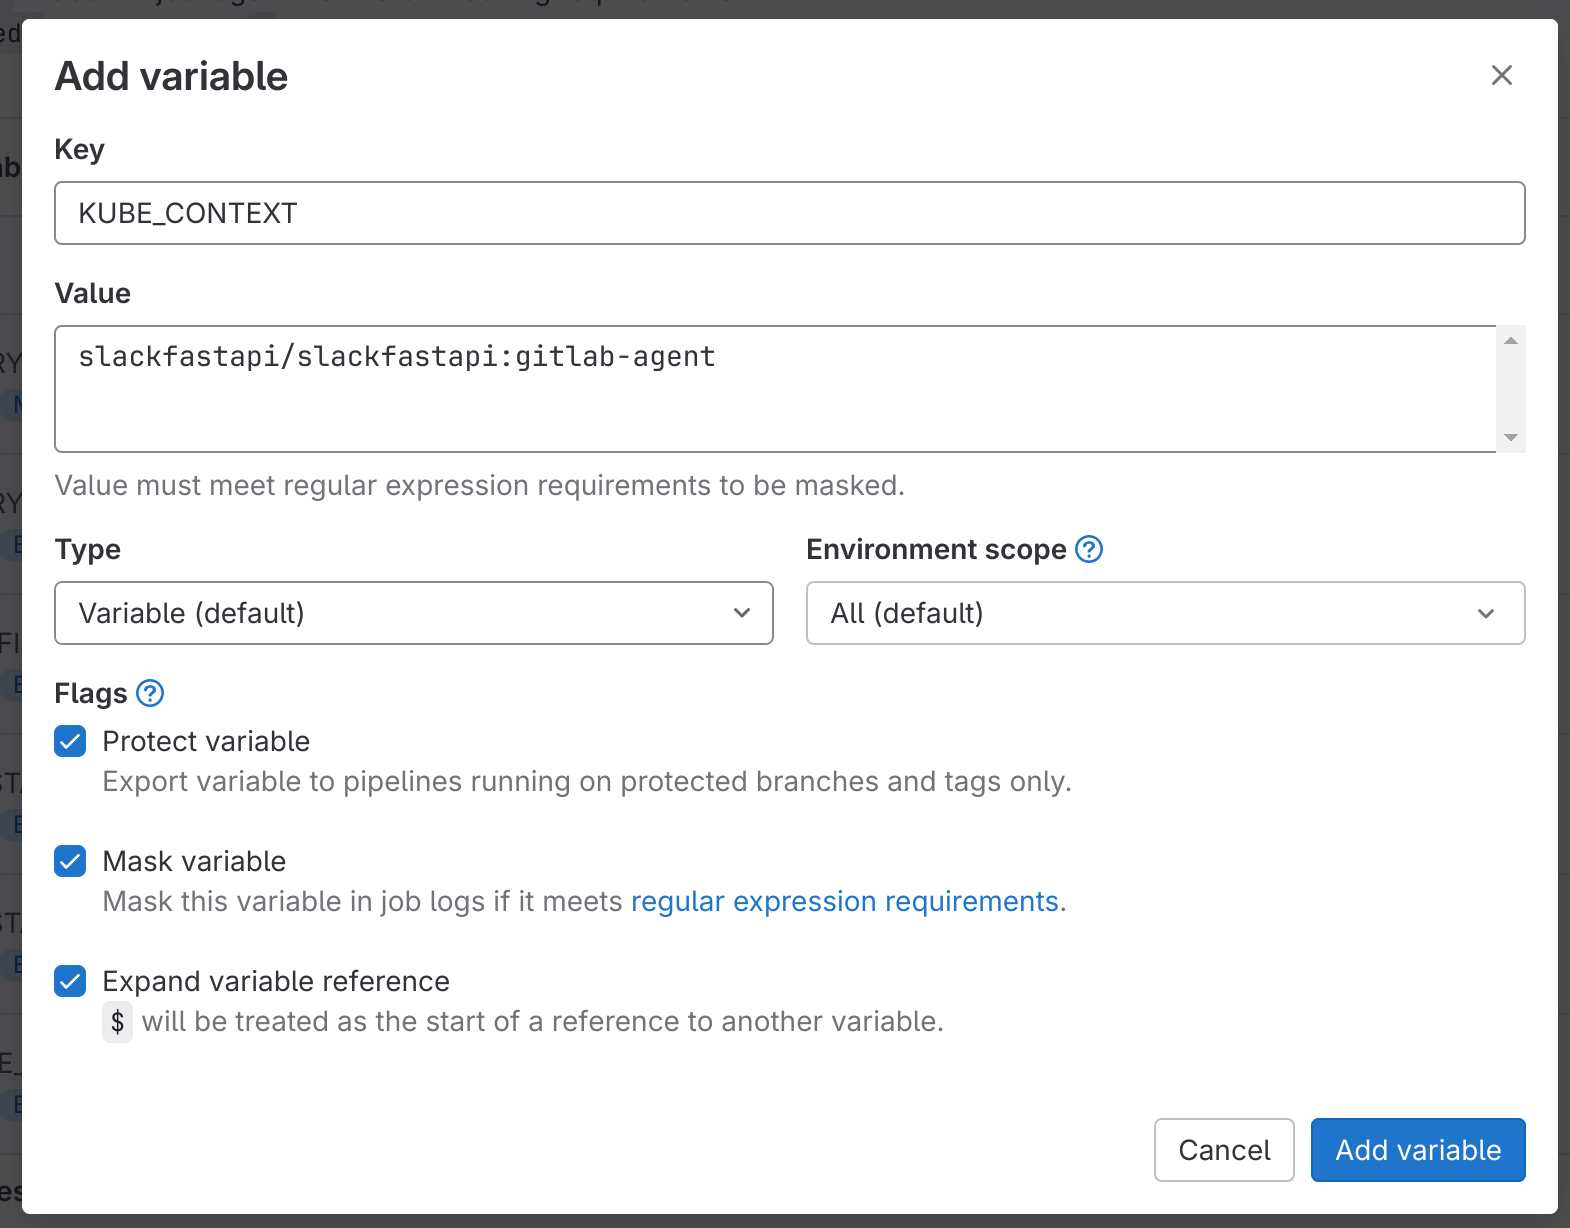 Add variable
Key
KUBE_CONTEXT
Value
slackfastapi/slackfastapi:gitlab-agent
Value must meet regular expression requirements to be masked.
Type
Environment scope
Variable (default)
All (default)
Flags
Protect variable
Export variable to pipelines running on protected branches and tags only.
Mask variable
Mask this variable in job logs if it meets regular expression requirements.
Expand variable reference
$ will be treated as the start of a reference to another variable.
Cancel
Add variable